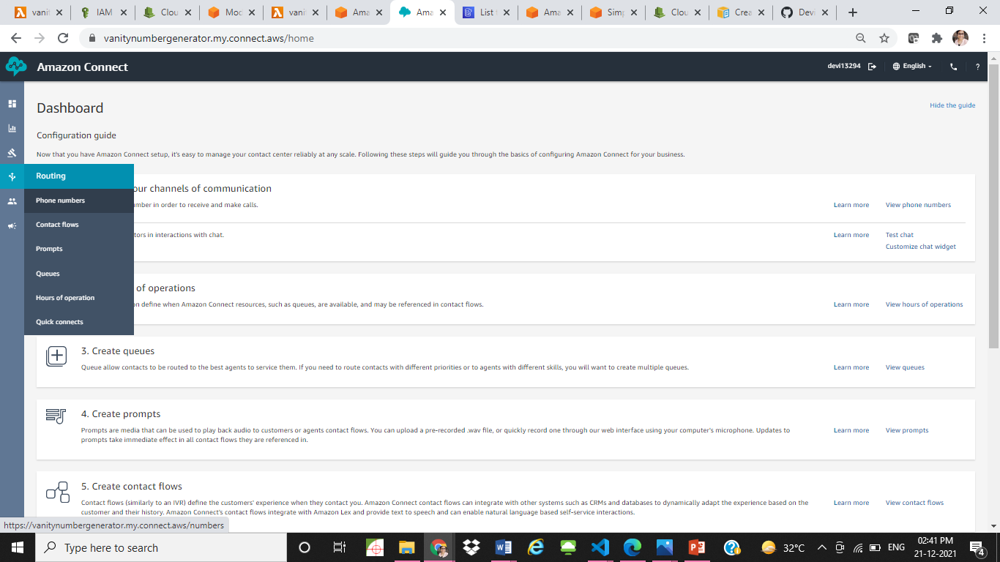 vanit
IAM
Clou
Moc
vanit
Ama
Ama
List
Ama
Simp
Clou
Crea
Devi
vanitynumbergenerator.my.connect.aws/home
Amazon Connect
devi13294
English
?
Dashboard
Hide the guide
Configuration guide
Now that you have Amazon Connect setup, it's easy to manage your contact center reliably at any scale. Following these steps will guide you through the basics of configuring Amazon Connect for your business.
Routing
Phone numbers
Contact flows
Prompts
Queues
Hours of operation
Quick connects
our channels of communication
umber in order to receive and make calls.
Learn more
View phone numbers
tors in interactions with chat.
Learn more
Test chat
Customize chat widget
of operations
on define when Amazon Connect resources, such as queues, are available, and may be referenced in contact flows.
Learn more
View hours of operations
3. Create queues
Queue allow contacts to be routed to the best agents to service them. If you need to route contacts with different priorities or to agents with different skills, you will want to create multiple queues.
Learn more
View queues
4. Create prompts
Prompts are media that can be used to play back audio to customers or agents contact flows. You can upload a pre-recorded .wav file, or quickly record one through our web interface using your computer's microphone. Updates to
prompts take immediate effect in all contact flows they are referenced in.
Learn more
View prompts
5. Create contact flows
Contact flows (similarly to an IVR) define the customers' experience when they contact you. Amazon Connect contact flows can integrate with other systems such as CRMs and databases to dynamically adapt the experience based on the
customer and their history. Amazon Connect's contact flows integrate with Amazon Lex and provide text to speech and can enable natural language based self-service interactions.
Learn more
View contact flows
https://vanitynumbergenerator.my.connect.aws/numbers
Type here to search
32°C
ENG
02:41 PM
21-12-2021
4